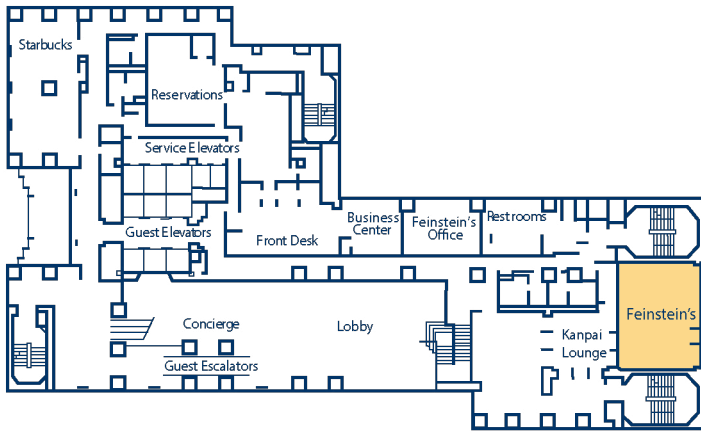 Starbucks
Reservations
Service Elevators
Guest Elevators
Front Desk
Business
Center
Feinstein's
Office
Restrooms
Feinstein's
Concierge
Lobby
Kanpai
Lounge
Guest Escalators